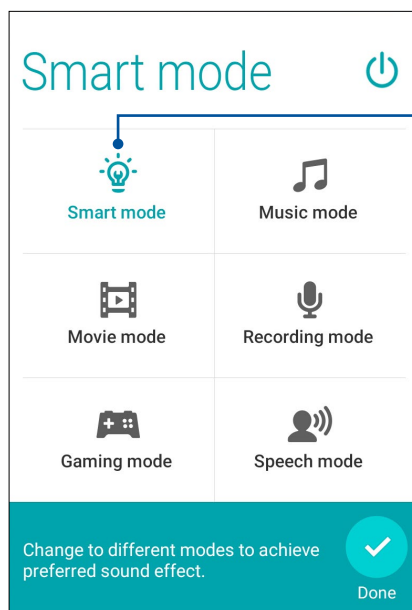 Smart mode
Smart mode
Music mode
Movie mode
Recording mode
Gaming mode
Speech mode
Change to different modes to achieve
preferred sound effect.
Done